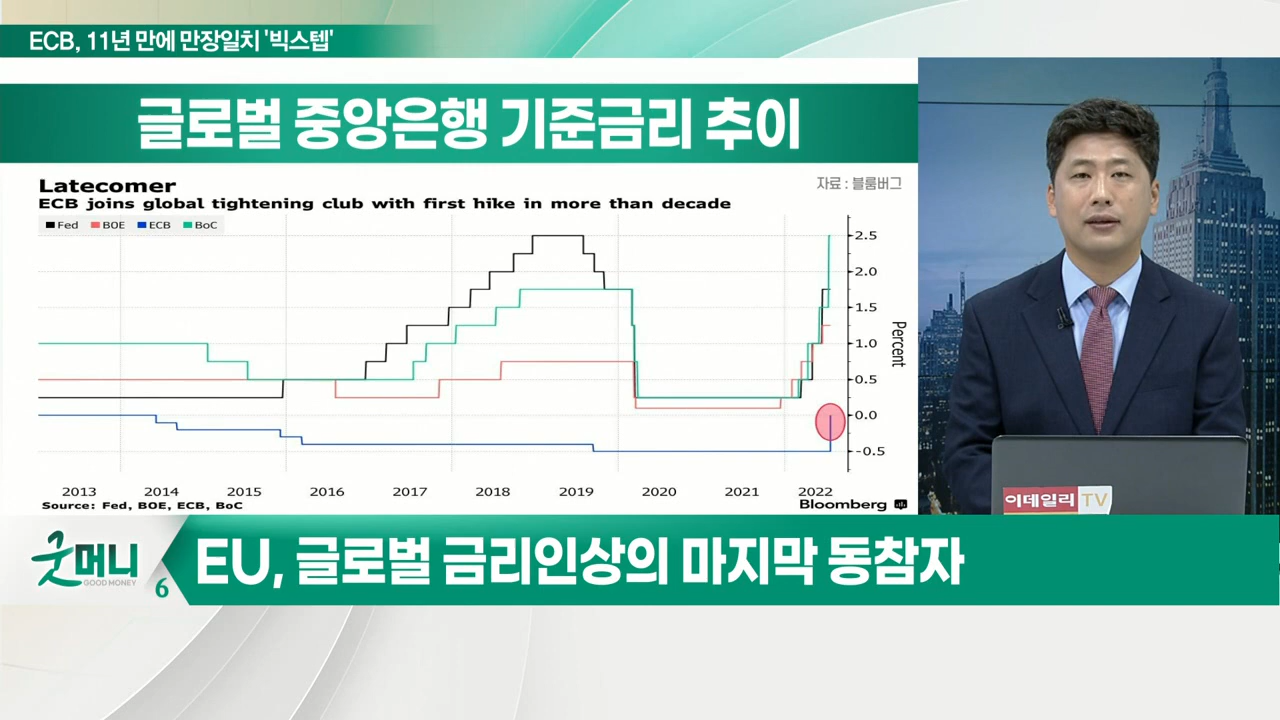 ECB, 11년 만에 만장일치 '빅스텝'
글로벌 중앙은행 기준금리 추이
Latecomer
자료 : 블룸버그
ECB joins global tightening club with first hike in more than decade
Fed BOE ECB BoC
2.5
2.0
1.5
1.0
0.5
0.0
-0.5
Percent
2013 2014 2015 2016 2017 2018 2019 2020 2021 2022
Source: Fed, BOE, ECB, BoC
Bloomberg
이데일리 TV
굿머니
GOOD MONEY
6
EU, 글로벌 금리인상의 마지막 동참자